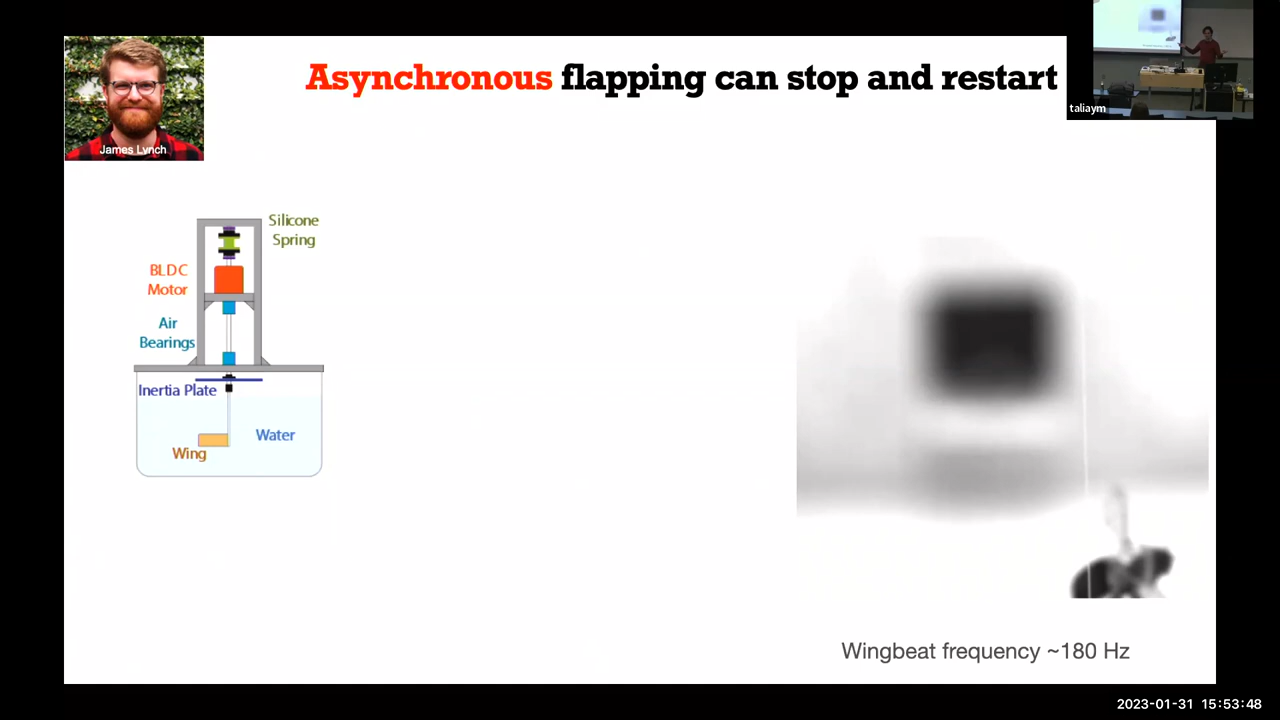 Asynchronous flapping can stop and restart
taliaym
James Lynch
Silicone
Spring
BLDC
Motor
Air
Bearings
Inertia Plate
Water
Wing
Wingbeat frequency ~180 Hz
2023-01-31 15:53:48